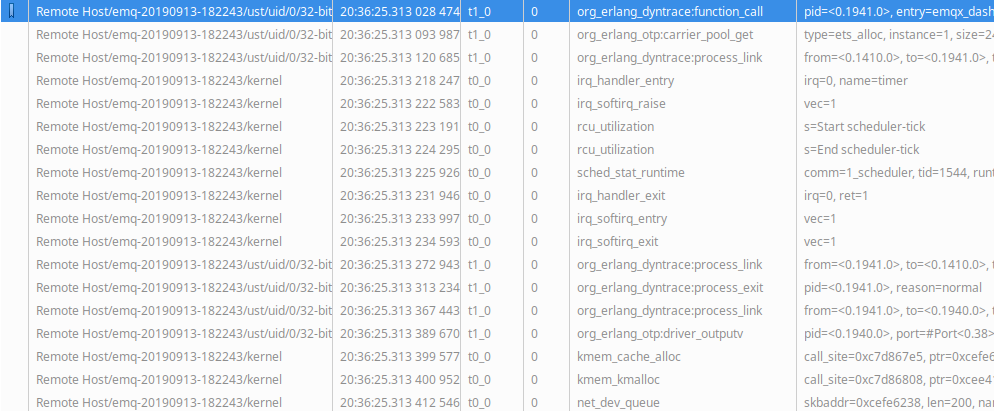 Remote Host/emq-20190913-182243/ust/uid/0/32-bit 20:36:25.313 028 474 t1_0 0 org_erlang_dyntrace:function_call pid=<0.1941.0>, entry=emqx_dash
Remote Host/emq-20190913-182243/ust/uid/0/32-bit 20:36:25.313 093 987 t1_0 0 org_erlang_otp:carrier_pool_get type=ets_alloc, instance=1, size=24
Remote Host/emq-20190913-182243/ust/uid/0/32-bit 20:36:25.313 120 685 t1_0 0 org_erlang_dyntrace:process_link from=<0.1410.0>, to=<0.1941.0>, t
Remote Host/emq-20190913-182243/kernel 20:36:25.313 218 247 t0_0 0 irq_handler_entry irq=0, name=timer
Remote Host/emq-20190913-182243/kernel 20:36:25.313 222 583 t0_0 0 irq_softirq_raise vec=1
Remote Host/emq-20190913-182243/kernel 20:36:25.313 223 191 t0_0 0 rcu_utilization s=Start scheduler-tick
Remote Host/emq-20190913-182243/kernel 20:36:25.313 224 295 t0_0 0 rcu_utilization s=End scheduler-tick
Remote Host/emq-20190913-182243/kernel 20:36:25.313 225 926 t0_0 0 sched_stat_runtime comm=1_scheduler, tid=1544, runt
Remote Host/emq-20190913-182243/kernel 20:36:25.313 231 946 t0_0 0 irq_handler_exit irq=0, ret=1
Remote Host/emq-20190913-182243/kernel 20:36:25.313 233 997 t0_0 0 irq_softirq_entry vec=1
Remote Host/emq-20190913-182243/kernel 20:36:25.313 234 593 t0_0 0 irq_softirq_exit vec=1
Remote Host/emq-20190913-182243/ust/uid/0/32-bit 20:36:25.313 272 943 t1_0 0 org_erlang_dyntrace:process_link from=<0.1941.0>, to=<0.1410.0>, t
Remote Host/emq-20190913-182243/ust/uid/0/32-bit 20:36:25.313 313 234 t1_0 0 org_erlang_dyntrace:process_exit pid=<0.1941.0>, reason=normal
Remote Host/emq-20190913-182243/ust/uid/0/32-bit 20:36:25.313 367 443 t1_0 0 org_erlang_dyntrace:process_link from=<0.1941.0>, to=<0.1940.0>, t
Remote Host/emq-20190913-182243/ust/uid/0/32-bit 20:36:25.313 389 670 t1_0 0 org_erlang_otp:driver_outputv pid=<0.1940.0>, port=#Port<0.38>
Remote Host/emq-20190913-182243/kernel 20:36:25.313 399 577 t0_0 0 kmem_cache_alloc call_site=0xc7d867e5, ptr=0xcefe6
Remote Host/emq-20190913-182243/kernel 20:36:25.313 400 952 t0_0 0 kmem_kmalloc call_site=0xc7d86808, ptr=0xcee41
Remote Host/emq-20190913-182243/kernel 20:36:25.313 412 546 t0_0 0 net_dev_queue skbaddr=0xcefe6238, len=200, nam